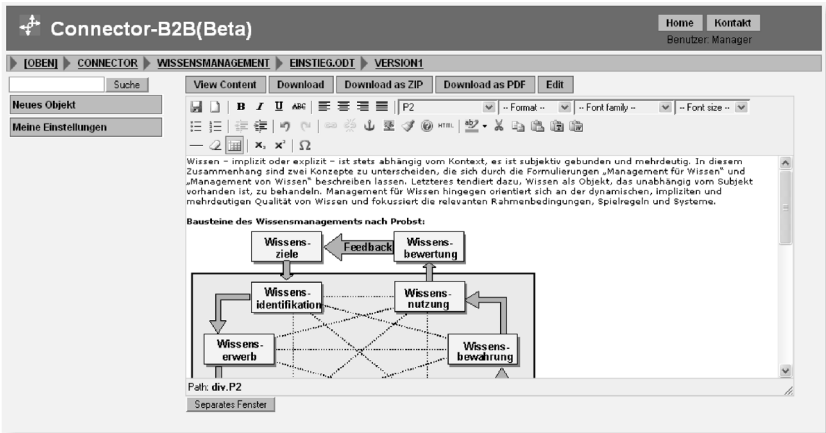 Connector-B2B(Beta)
Home Kontakt
Benutzer: Manager
[OBEN] CONNECTOR WISSENSMANAGEMENT EINSTIEG.ODT VERSION1
Suche
Neues Objekt
Meine Einstellungen
View Content Download Download as ZIP Download as PDF Edit
B I U ABC P2 -- Format -- -- Font family -- -- Font size --
HTML
Wissen – implizit oder explizit – ist stets abhängig vom Kontext, es ist subjektiv gebunden und mehrdeutig. In diesem
Zusammenhang sind zwei Konzepte zu unterscheiden, die sich durch die Formulierungen „Management für Wissen“ und
„Management von Wissen“ beschreiben lassen. Letzteres tendiert dazu, Wissen als Objekt, das unabhängig vom Subjekt
vorhanden ist, zu behandeln. Management für Wissen hingegen orientiert sich an der dynamischen, impliziten und
mehrdeutigen Qualität von Wissen und fokussiert die relevanten Rahmenbedingungen, Spielregeln und Systeme.
Bausteine des Wissensmanagements nach Probst:
Wissens-
ziele
Feedback
Wissens-
bewertung
Wissens-
identifikation
Wissens-
nutzung
Wissens-
erwerb
Wissens-
bewahrung
Path: div.P2
Separates Fenster